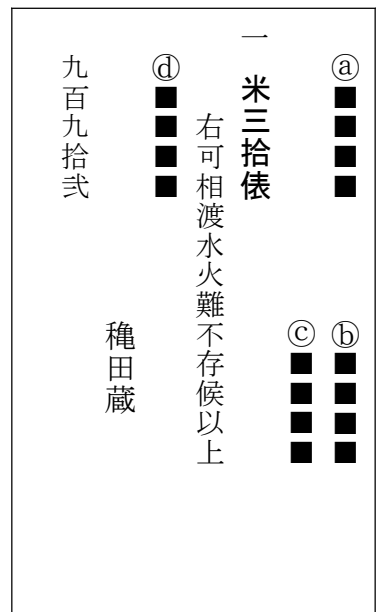 ⓐ■■■■
ⓑ■■■■
ⓒ■■■■
一 米三拾俵
右可相渡水火難不存候以上
ⓓ■■■■
穐田蔵
九百九拾弐